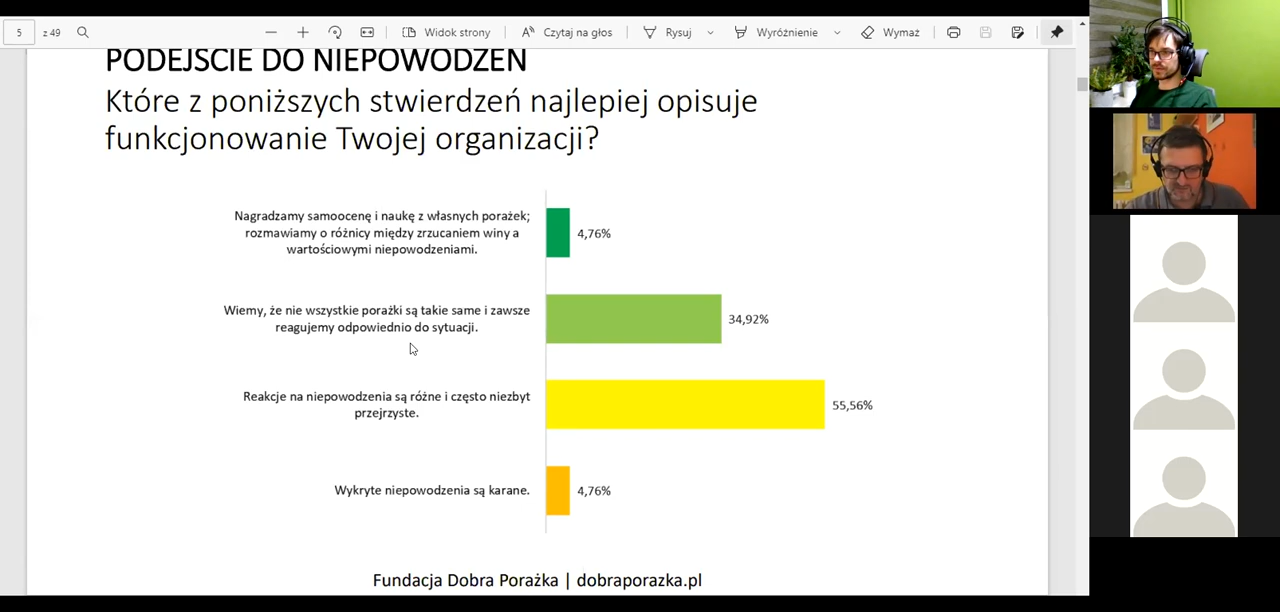 5 z 49 Widok strony Czytaj na głos Rysuj Wyróżnienie Wymaż
PODEJŚCIE DO NIEPOWODZEŃ
Które z poniższych stwierdzeń najlepiej opisuje
funkcjonowanie Twojej organizacji?
Nagradzamy samoocenę i naukę z własnych porażek;
rozmawiamy o różnicy między zrzucaniem winy a
wartościowymi niepowodzeniami.
4,76%
Wiemy, że nie wszystkie porażki są takie same i zawsze
reagujemy odpowiednio do sytuacji.
34,92%
Reakcje na niepowodzenia są różne i często niezbyt
przejrzyste.
55,56%
Wykryte niepowodzenia są karane.
4,76%
Fundacja Dobra Porażka | dobraporazka.pl